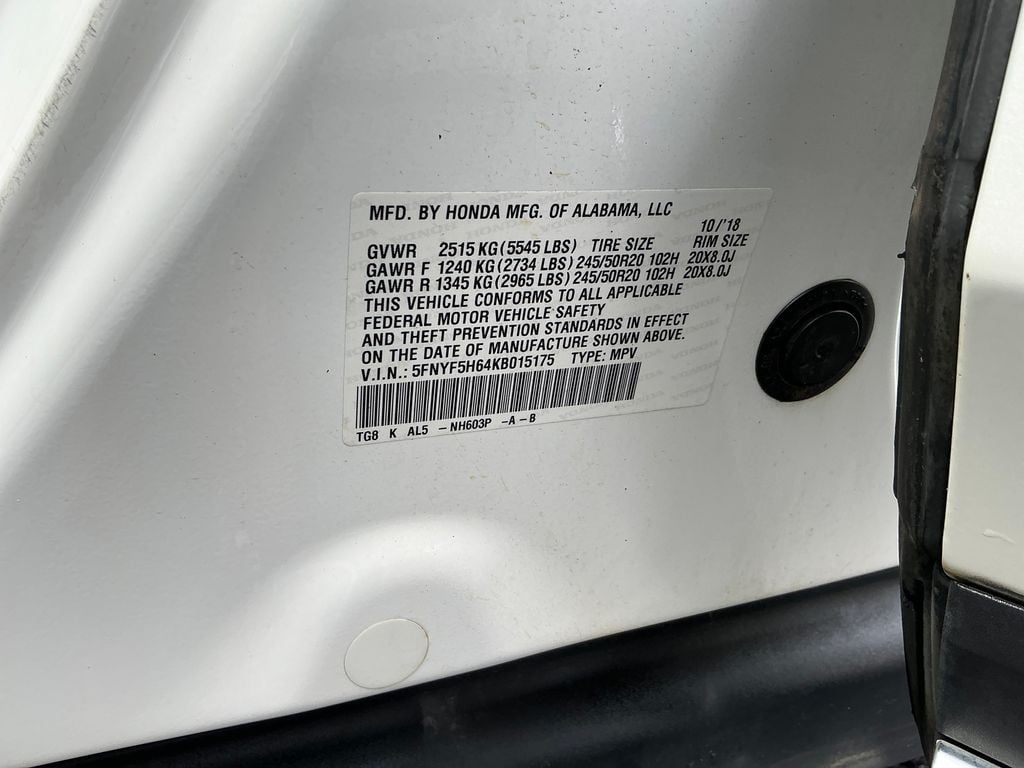 MFD. BY HONDA MFG. OF ALABAMA, LLC
10/'18
GVWR 2515 KG (5545 LBS) TIRE SIZE RIM SIZE
GAWR F 1240 KG (2734 LBS) 245/50R20 102H 20X8.0J
GAWR R 1345 KG (2965 LBS) 245/50R20 102H 20X8.0J
THIS VEHICLE CONFORMS TO ALL APPLICABLE
FEDERAL MOTOR VEHICLE SAFETY
AND THEFT PREVENTION STANDARDS IN EFFECT
ON THE DATE OF MANUFACTURE SHOWN ABOVE.
V.I.N.: 5FNYF5H64KB015175 TYPE: MPV
TG8 K AL5 -NH603P -A-B